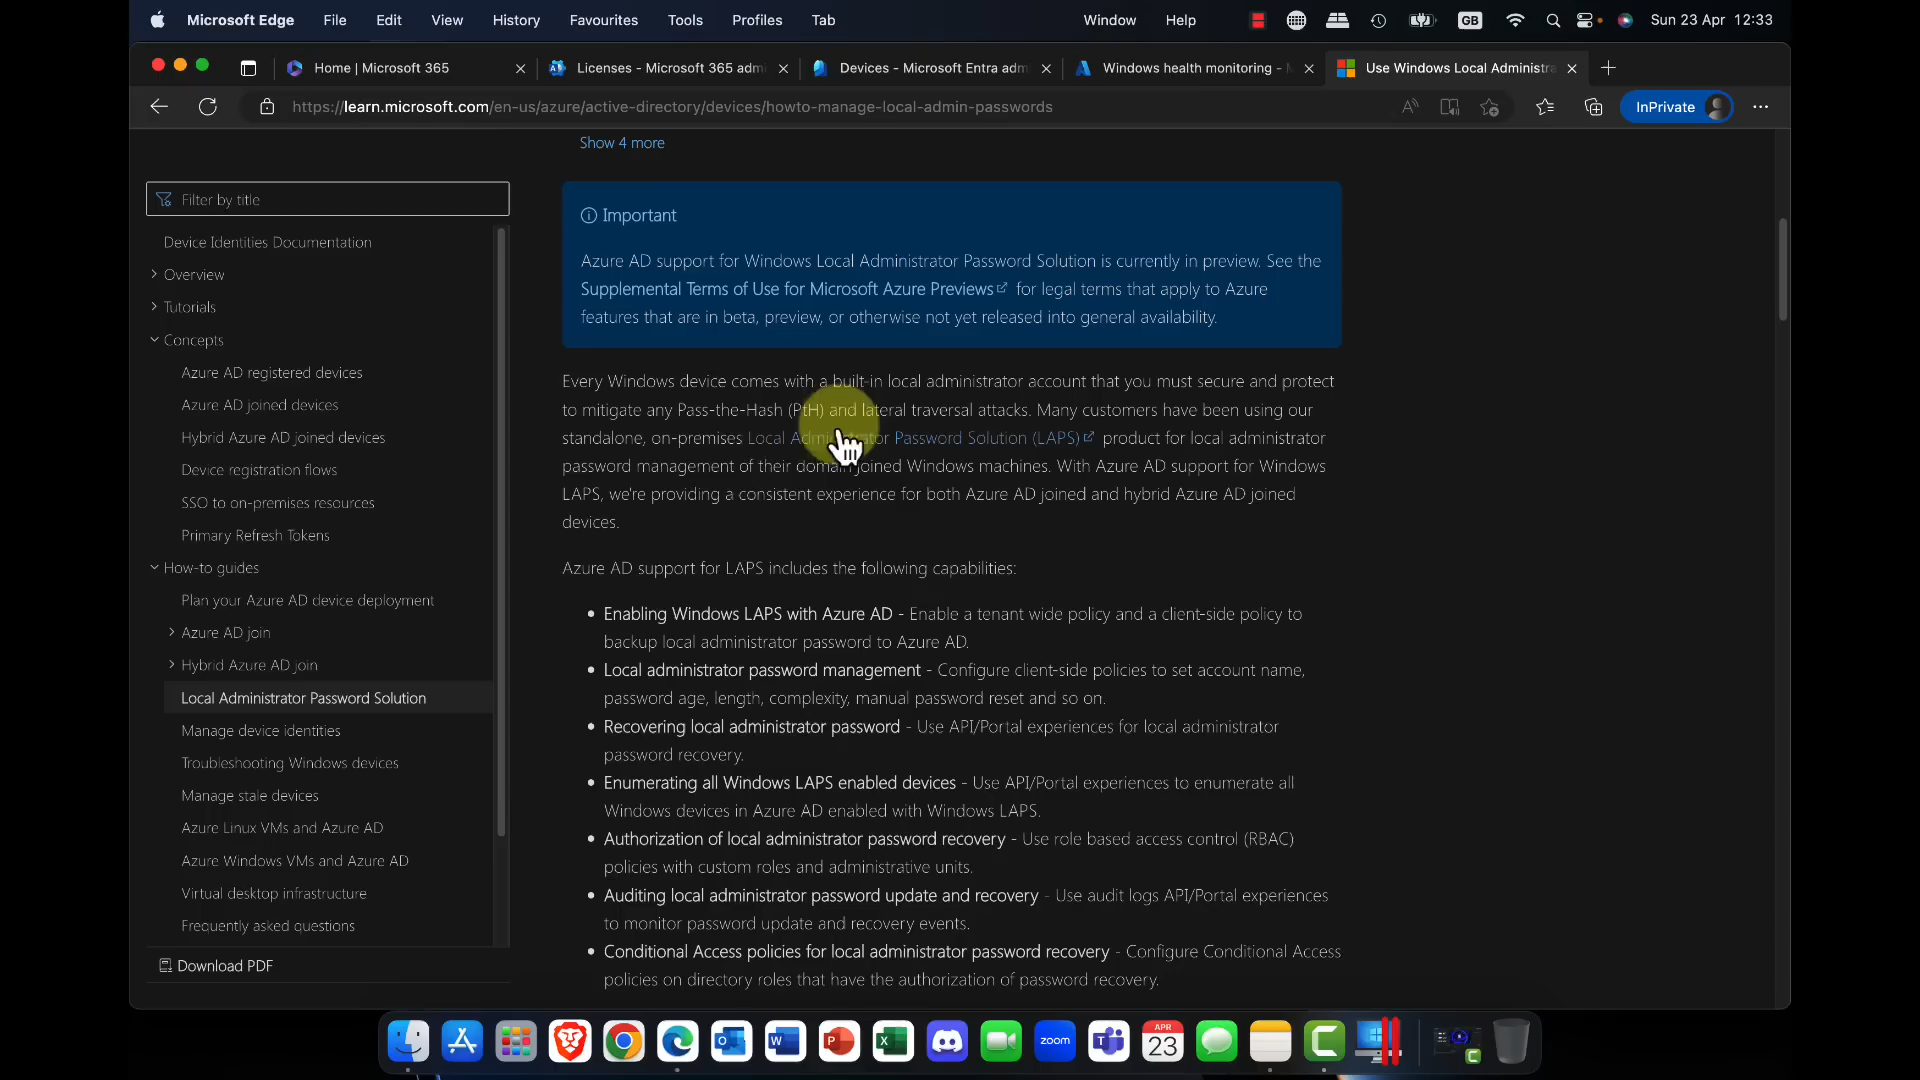 Microsoft Edge File Edit View History Favourites Tools Profiles Tab Window Help GB Sun 23 Apr 12:33
Home | Microsoft 365
Licenses - Microsoft 365 adm
Devices - Microsoft Entra adm
Windows health monitoring -
Use Windows Local Administra
https://learn.microsoft.com/en-us/azure/active-directory/devices/howto-manage-local-admin-passwords
InPrivate
Filter by title
Device Identities Documentation
Overview
Tutorials
Concepts
Azure AD registered devices
Azure AD joined devices
Hybrid Azure AD joined devices
Device registration flows
SSO to on-premises resources
Primary Refresh Tokens
How-to guides
Plan your Azure AD device deployment
Azure AD join
Hybrid Azure AD join
Local Administrator Password Solution
Manage device identities
Troubleshooting Windows devices
Manage stale devices
Azure Linux VMs and Azure AD
Azure Windows VMs and Azure AD
Virtual desktop infrastructure
Frequently asked questions
Download PDF
Show 4 more
Important
Azure AD support for Windows Local Administrator Password Solution is currently in preview. See the
Supplemental Terms of Use for Microsoft Azure Previews for legal terms that apply to Azure
features that are in beta, preview, or otherwise not yet released into general availability.
Every Windows device comes with a built-in local administrator account that you must secure and protect
to mitigate any Pass-the-Hash (PtH) and lateral traversal attacks. Many customers have been using our
standalone, on-premises Local Administrator Password Solution (LAPS) product for local administrator
password management of their domain joined Windows machines. With Azure AD support for Windows
LAPS, we're providing a consistent experience for both Azure AD joined and hybrid Azure AD joined
devices.
Azure AD support for LAPS includes the following capabilities:
• Enabling Windows LAPS with Azure AD - Enable a tenant wide policy and a client-side policy to
backup local administrator password to Azure AD.
• Local administrator password management - Configure client-side policies to set account name,
password age, length, complexity, manual password reset and so on.
• Recovering local administrator password - Use API/Portal experiences for local administrator
password recovery.
• Enumerating all Windows LAPS enabled devices - Use API/Portal experiences to enumerate all
Windows devices in Azure AD enabled with Windows LAPS.
• Authorization of local administrator password recovery - Use role based access control (RBAC)
policies with custom roles and administrative units.
• Auditing local administrator password update and recovery - Use audit logs API/Portal experiences
to monitor password update and recovery events.
• Conditional Access policies for local administrator password recovery - Configure Conditional Access
policies on directory roles that have the authorization of password recovery.
zoom
APR
23